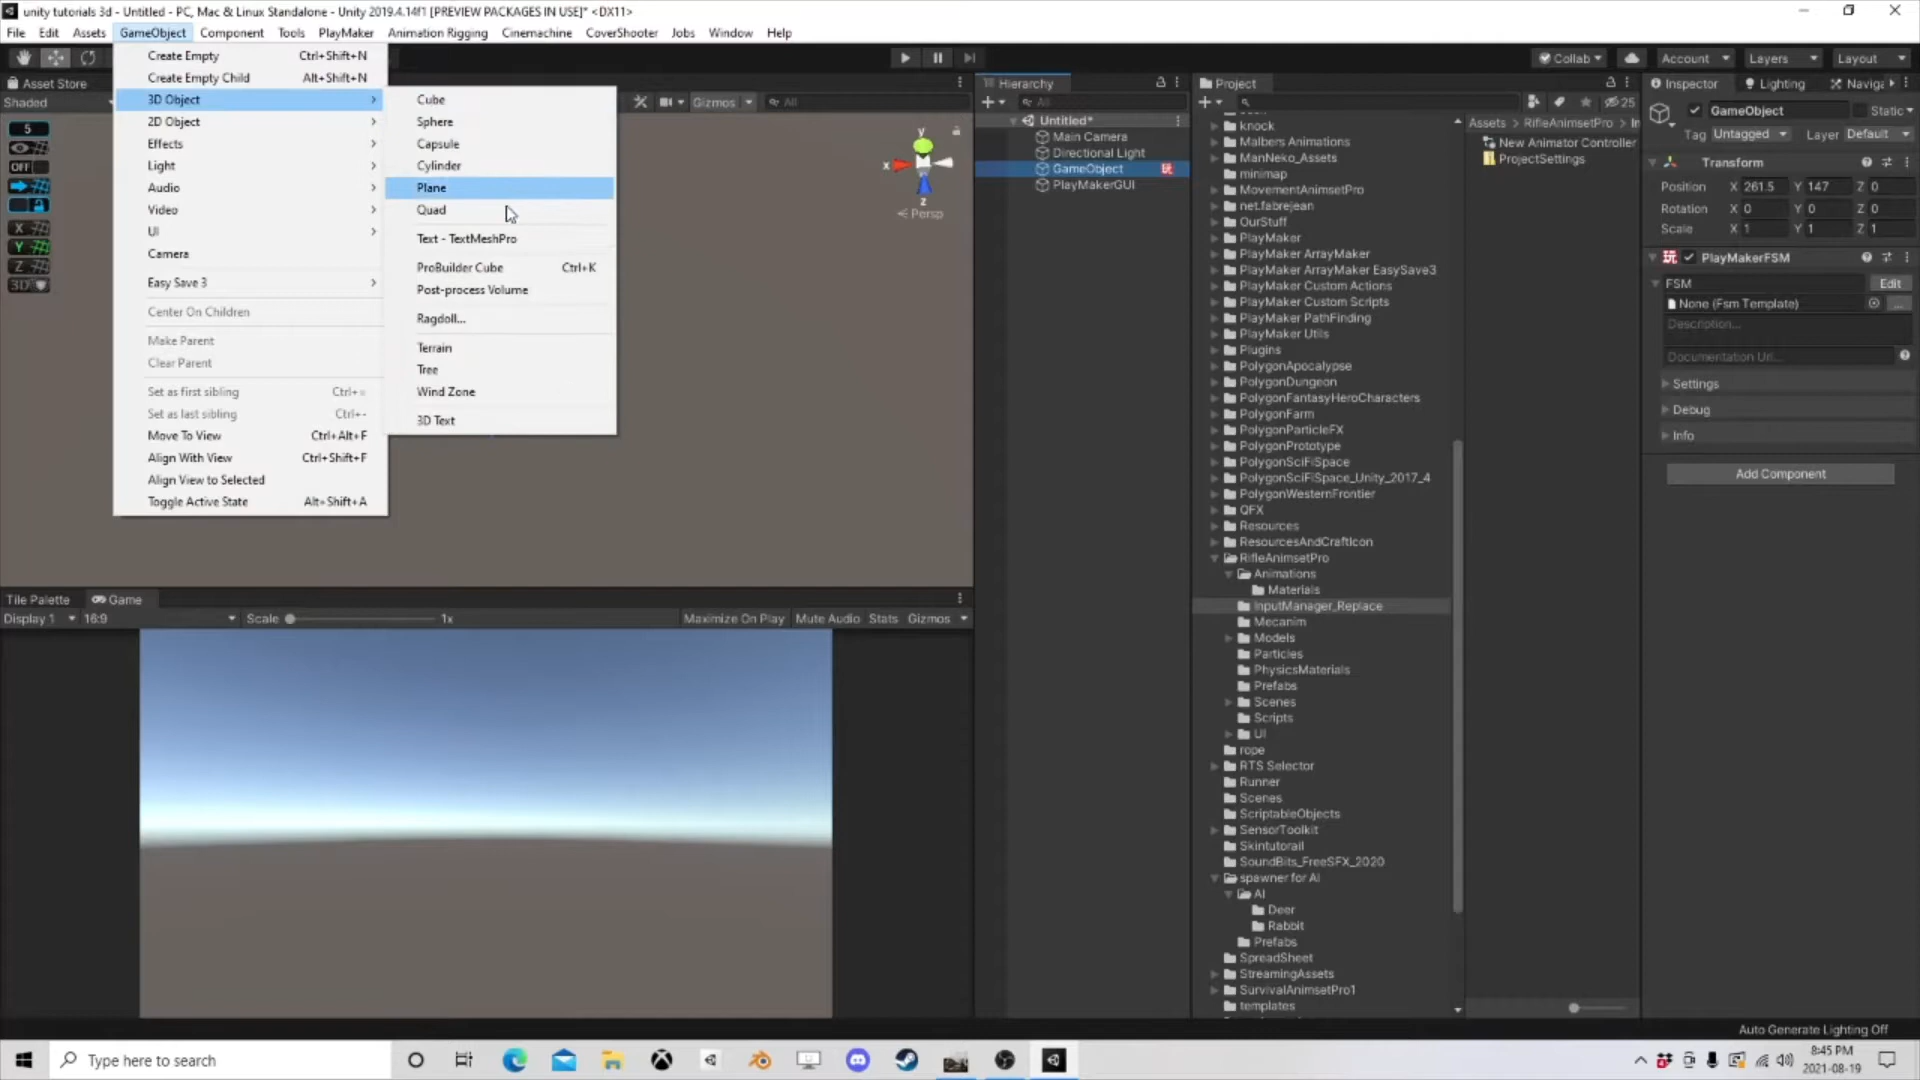 unity tutorials 3d - Untitled - PC, Mac & Linux Standalone - Unity 2019.4.14f1 [PREVIEW PACKAGES IN USE]* <DX11>
File Edit Assets GameObject Component Tools PlayMaker Animation Rigging Cinemachine CoverShooter Jobs Window Help
Collab Account Layers Layout
Asset Store
Shaded
Gizmos All
5
OFF
X
Y
Z
3D
Create Empty Ctrl+Shift+N
Create Empty Child Alt+Shift+N
3D Object
2D Object
Effects
Light
Audio
Video
UI
Camera
Easy Save 3
Center On Children
Make Parent
Clear Parent
Set as first sibling Ctrl+=
Set as last sibling Ctrl+-
Move To View Ctrl+Alt+F
Align With View Ctrl+Shift+F
Align View to Selected
Toggle Active State Alt+Shift+A
Cube
Sphere
Capsule
Cylinder
Plane
Quad
Text - TextMeshPro
ProBuilder Cube Ctrl+K
Post-process Volume
Ragdoll...
Terrain
Tree
Wind Zone
3D Text
y
x
z
Persp
Tile Palette Game
Display 1 16:9 Scale 1x Maximize On Play Mute Audio Stats Gizmos
Hierarchy
All
Untitled*
Main Camera
Directional Light
GameObject
PlayMakerGUI
Project
25
knock
Malbers Animations
ManNeko_Assets
minimap
MovementAnimsetPro
net.fabrejean
OurStuff
PlayMaker
PlayMaker ArrayMaker
PlayMaker ArrayMaker EasySave3
PlayMaker Custom Actions
PlayMaker Custom Scripts
PlayMaker PathFinding
PlayMaker Utils
Plugins
PolygonApocalypse
PolygonDungeon
PolygonFantasyHeroCharacters
PolygonFarm
PolygonParticleFX
PolygonPrototype
PolygonSciFiSpace
PolygonSciFiSpace_Unity_2017_4
PolygonWesternFrontier
QFX
Resources
ResourcesAndCraftIcon
RifleAnimsetPro
Animations
Materials
InputManager_Replace
Mecanim
Models
Particles
PhysicsMaterials
Prefabs
Scenes
Scripts
UI
rope
RTS Selector
Runner
Scenes
ScriptableObjects
SensorToolkit
Skintutorail
SoundBits_FreeSFX_2020
spawner for AI
AI
Deer
Rabbit
Prefabs
SpreadSheet
StreamingAssets
SurvivalAnimsetPro1
templates
Assets > RifleAnimsetPro > In
New Animator Controller
ProjectSettings
Inspector Lighting Naviga
GameObject Static
Tag Untagged Layer Default
Transform
Position X 261.5 Y 147 Z 0
Rotation X 0 Y 0 Z 0
Scale X 1 Y 1 Z 1
PlayMakerFSM
FSM Edit
None (Fsm Template) ...
Description...
Documentation Url...
Settings
Debug
Info
Add Component
Auto Generate Lighting Off
Type here to search
8:45 PM
2021-08-19